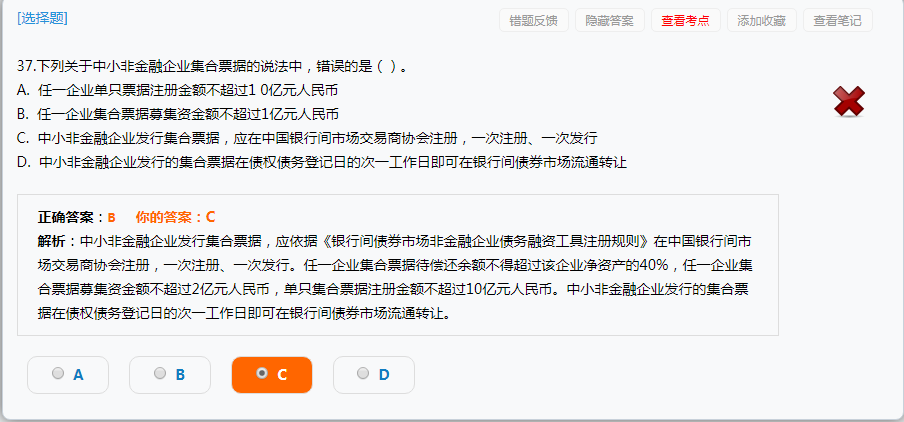 [选择题]
错题反馈 隐藏答案 查看考点 添加收藏 查看笔记
37.下列关于中小非金融企业集合票据的说法中，错误的是（ ）。
A. 任一企业单只票据注册金额不超过1 0亿元人民币
B. 任一企业集合票据募集资金额不超过1亿元人民币
C. 中小非金融企业发行集合票据，应在中国银行间市场交易商协会注册，一次注册、一次发行
D. 中小非金融企业发行的集合票据在债权债务登记日的次一工作日即可在银行间债券市场流通转让
正确答案：B 你的答案：C
解析：中小非金融企业发行集合票据，应依据《银行间债券市场非金融企业债务融资工具注册规则》在中国银行间市
场交易商协会注册，一次注册、一次发行。任一企业集合票据待偿还余额不得超过该企业净资产的40%，任一企业集
合票据募集资金额不超过2亿元人民币，单只集合票据注册金额不超过10亿元人民币。中小非金融企业发行的集合票
据在债权债务登记日的次一工作日即可在银行间债券市场流通转让。
A B C D